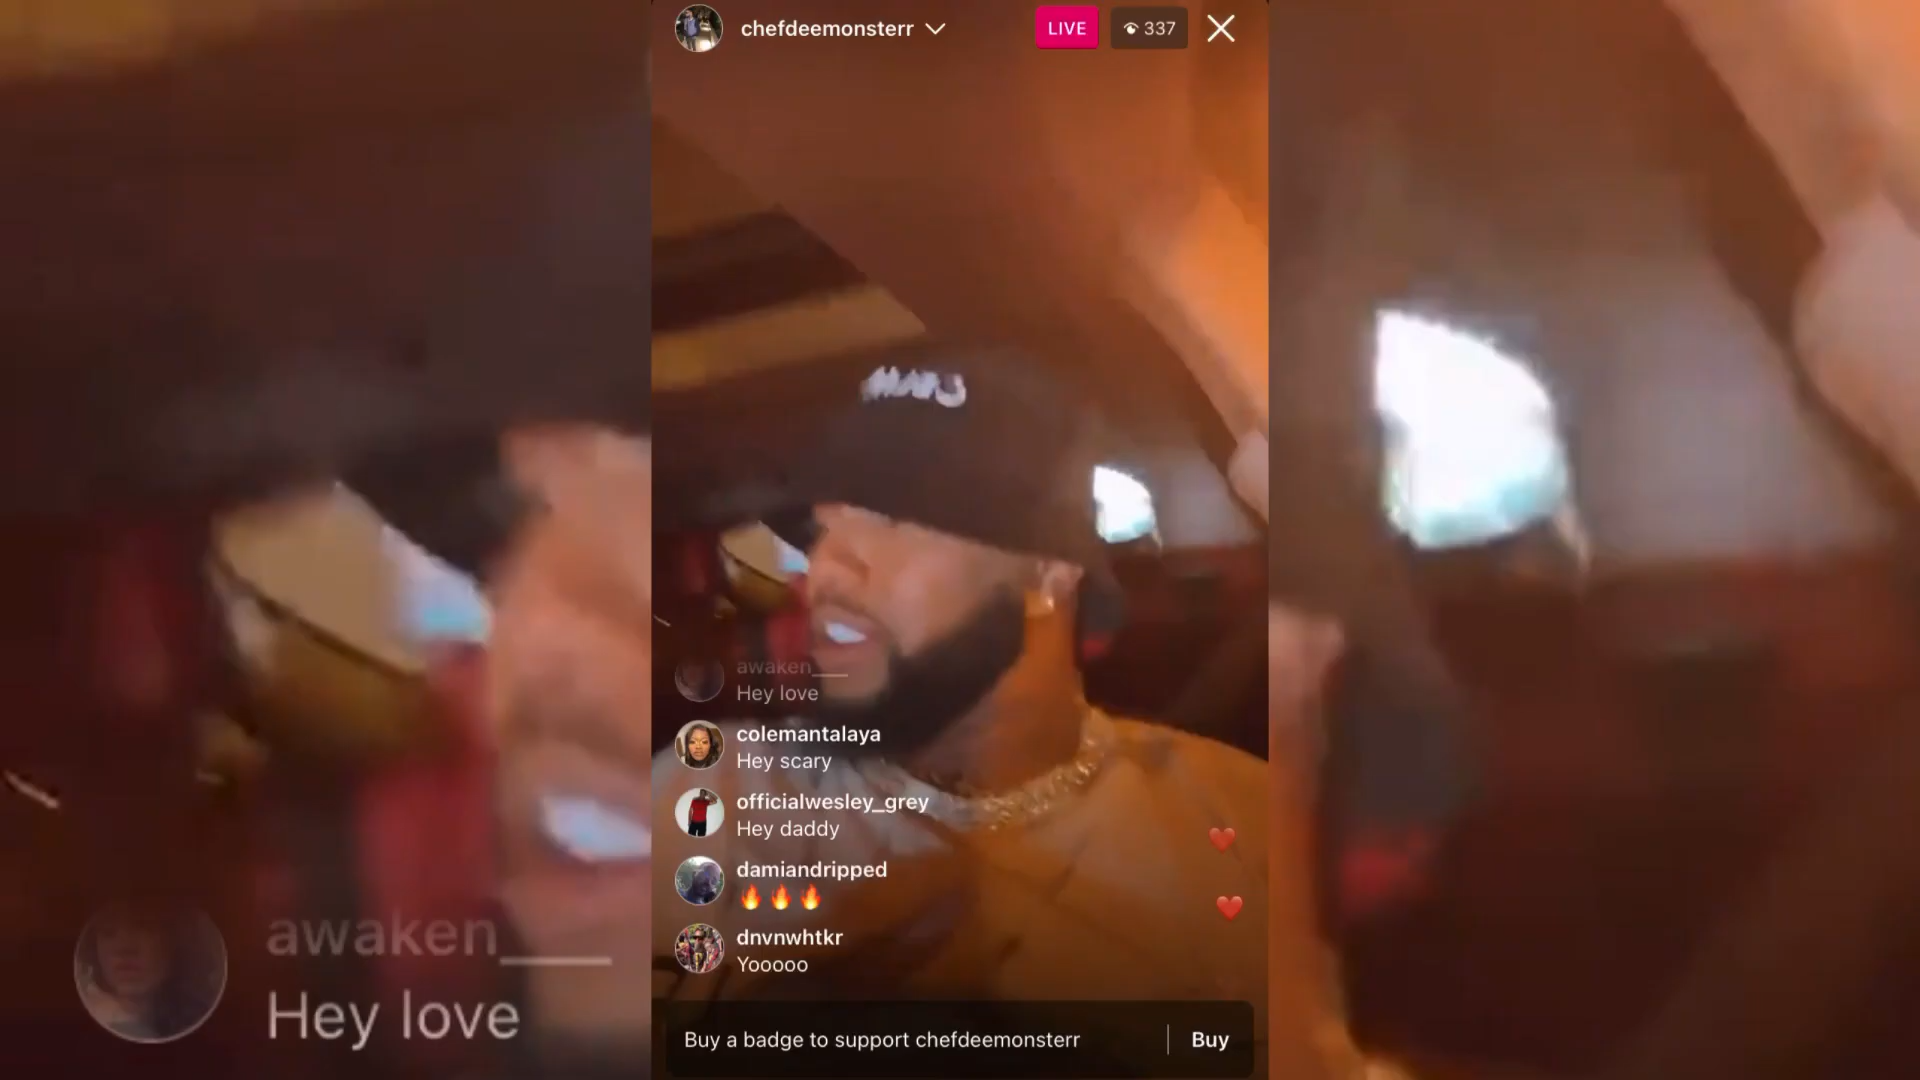 chefdeemonsterr
LIVE
337
awaken___
Hey love
colemantalaya
Hey scary
officialwesley_grey
Hey daddy
damiandripped
🔥🔥🔥
dnvnwhtkr
Yooooo
Buy a badge to support chefdeemonsterr
Buy
awaken___
Hey love